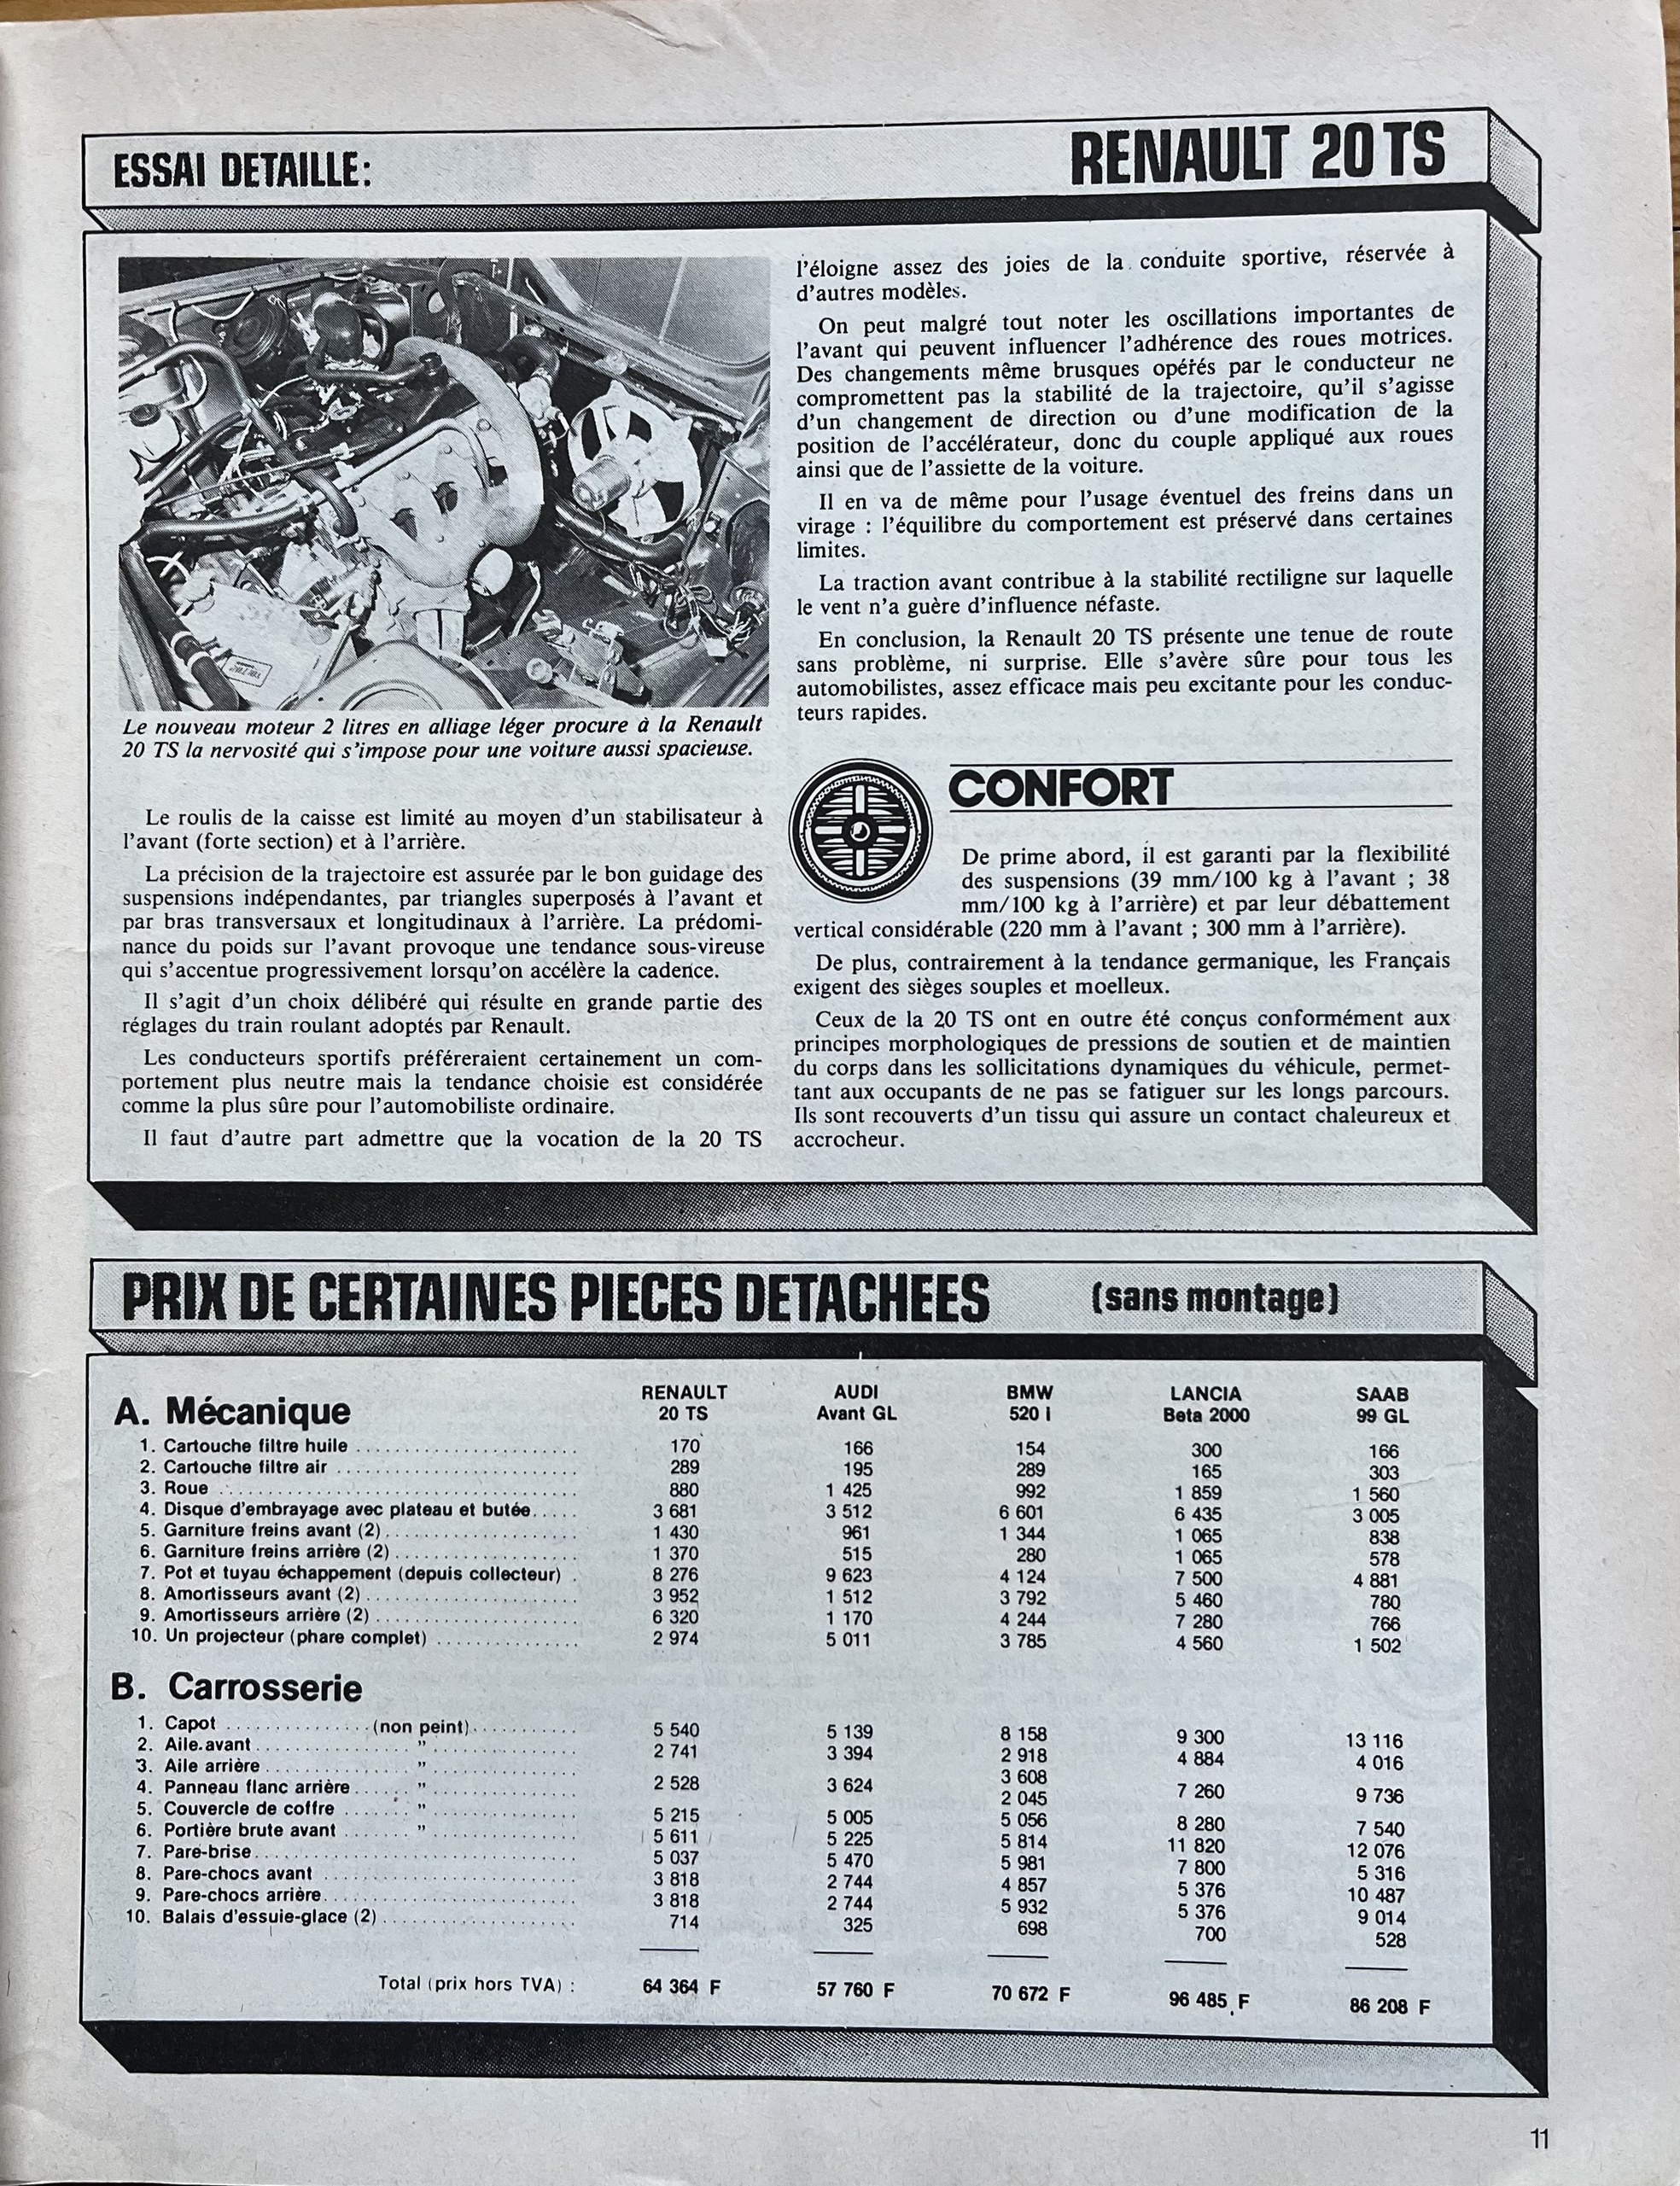 ESSAI DETAILLE:
RENAULT 20 TS
Le nouveau moteur 2 litres en alliage léger procure à la Renault
20 TS la nervosité qui s'impose pour une voiture aussi spacieuse.
Le roulis de la caisse est limité au moyen d'un stabilisateur à
l'avant (forte section) et à l'arrière.
La précision de la trajectoire est assurée par le bon guidage des
suspensions indépendantes, par triangles superposés à l'avant et
par bras transversaux et longitudinaux à l'arrière. La prédomi-
nance du poids sur l'avant provoque une tendance sous-vireuse
qui s'accentue progressivement lorsqu'on accélère la cadence.
Il s'agit d'un choix délibéré qui résulte en grande partie des
réglages du train roulant adoptés par Renault.
Les conducteurs sportifs préféreraient certainement un com-
portement plus neutre mais la tendance choisie est considérée
comme la plus sûre pour l'automobiliste ordinaire.
Il faut d'autre part admettre que la vocation de la 20 TS
l'éloigne assez des joies de la conduite sportive, réservée à
d'autres modèles.
On peut malgré tout noter les oscillations importantes de
l'avant qui peuvent influencer l'adhérence des roues motrices.
Des changements même brusques opérés par le conducteur ne
compromettent pas la stabilité de la trajectoire, qu'il s'agisse
d'un changement de direction ou d'une modification de la
position de l'accélérateur, donc du couple appliqué aux roues
ainsi que de l'assiette de la voiture.
Il en va de même pour l'usage éventuel des freins dans un
virage : l'équilibre du comportement est préservé dans certaines
limites.
La traction avant contribue à la stabilité rectiligne sur laquelle
le vent n'a guère d'influence néfaste.
En conclusion, la Renault 20 TS présente une tenue de route
sans problème, ni surprise. Elle s'avère sûre pour tous les
automobilistes, assez efficace mais peu excitante pour les conduc-
teurs rapides.
CONFORT
De prime abord, il est garanti par la flexibilité
des suspensions (39 mm/100 kg à l'avant ; 38
mm/100 kg à l'arrière) et par leur débattement
vertical considérable (220 mm à l'avant ; 300 mm à l'arrière).
De plus, contrairement à la tendance germanique, les Français
exigent des sièges souples et moelleux.
Ceux de la 20 TS ont en outre été conçus conformément aux
principes morphologiques de pressions de soutien et de maintien
du corps dans les sollicitations dynamiques du véhicule, permet-
tant aux occupants de ne pas se fatiguer sur les longs parcours.
Ils sont recouverts d'un tissu qui assure un contact chaleureux et
accrocheur.
PRIX DE CERTAINES PIECES DETACHEES (sans montage)
RENAULT AUDI BMW LANCIA SAAB
A. Mécanique 20 TS Avant GL 520 I Beta 2000 99 GL
1. Cartouche filtre huile 170 166 154 300 166
2. Cartouche filtre air 289 195 289 165 303
3. Roue 880 1 425 992 1 859 1 560
4. Disque d'embrayage avec plateau et butée 3 681 3 512 6 601 6 435 3 005
5. Garniture freins avant (2) 1 430 961 1 344 1 065 838
6. Garniture freins arrière (2) 1 370 515 280 1 065 578
7. Pot et tuyau échappement (depuis collecteur) 8 276 9 623 4 124 7 500 4 881
8. Amortisseurs avant (2) 3 952 1 512 3 792 5 460 780
9. Amortisseurs arrière (2) 6 320 1 170 4 244 7 280 766
10. Un projecteur (phare complet) 2 974 5 011 3 785 4 560 1 502
B. Carrosserie
1. Capot (non peint) 5 540 5 139 8 158 9 300 13 116
2. Aile avant " 2 741 3 394 2 918 4 884 4 016
3. Aile arrière " 3 608
4. Panneau flanc arrière " 2 528 3 624 2 045 7 260 9 736
5. Couvercle de coffre " 5 215 5 005 5 056 8 280 7 540
6. Portière brute avant " 5 611 5 225 5 814 11 820 12 076
7. Pare-brise 5 037 5 470 5 981 7 800 5 316
8. Pare-chocs avant 3 818 2 744 4 857 5 376 10 487
9. Pare-chocs arrière 3 818 2 744 5 932 5 376 9 014
10. Balais d'essuie-glace (2) 714 325 698 700 528
Total (prix hors TVA) : 64 364 F 57 760 F 70 672 F 96 485 F 86 208 F
11